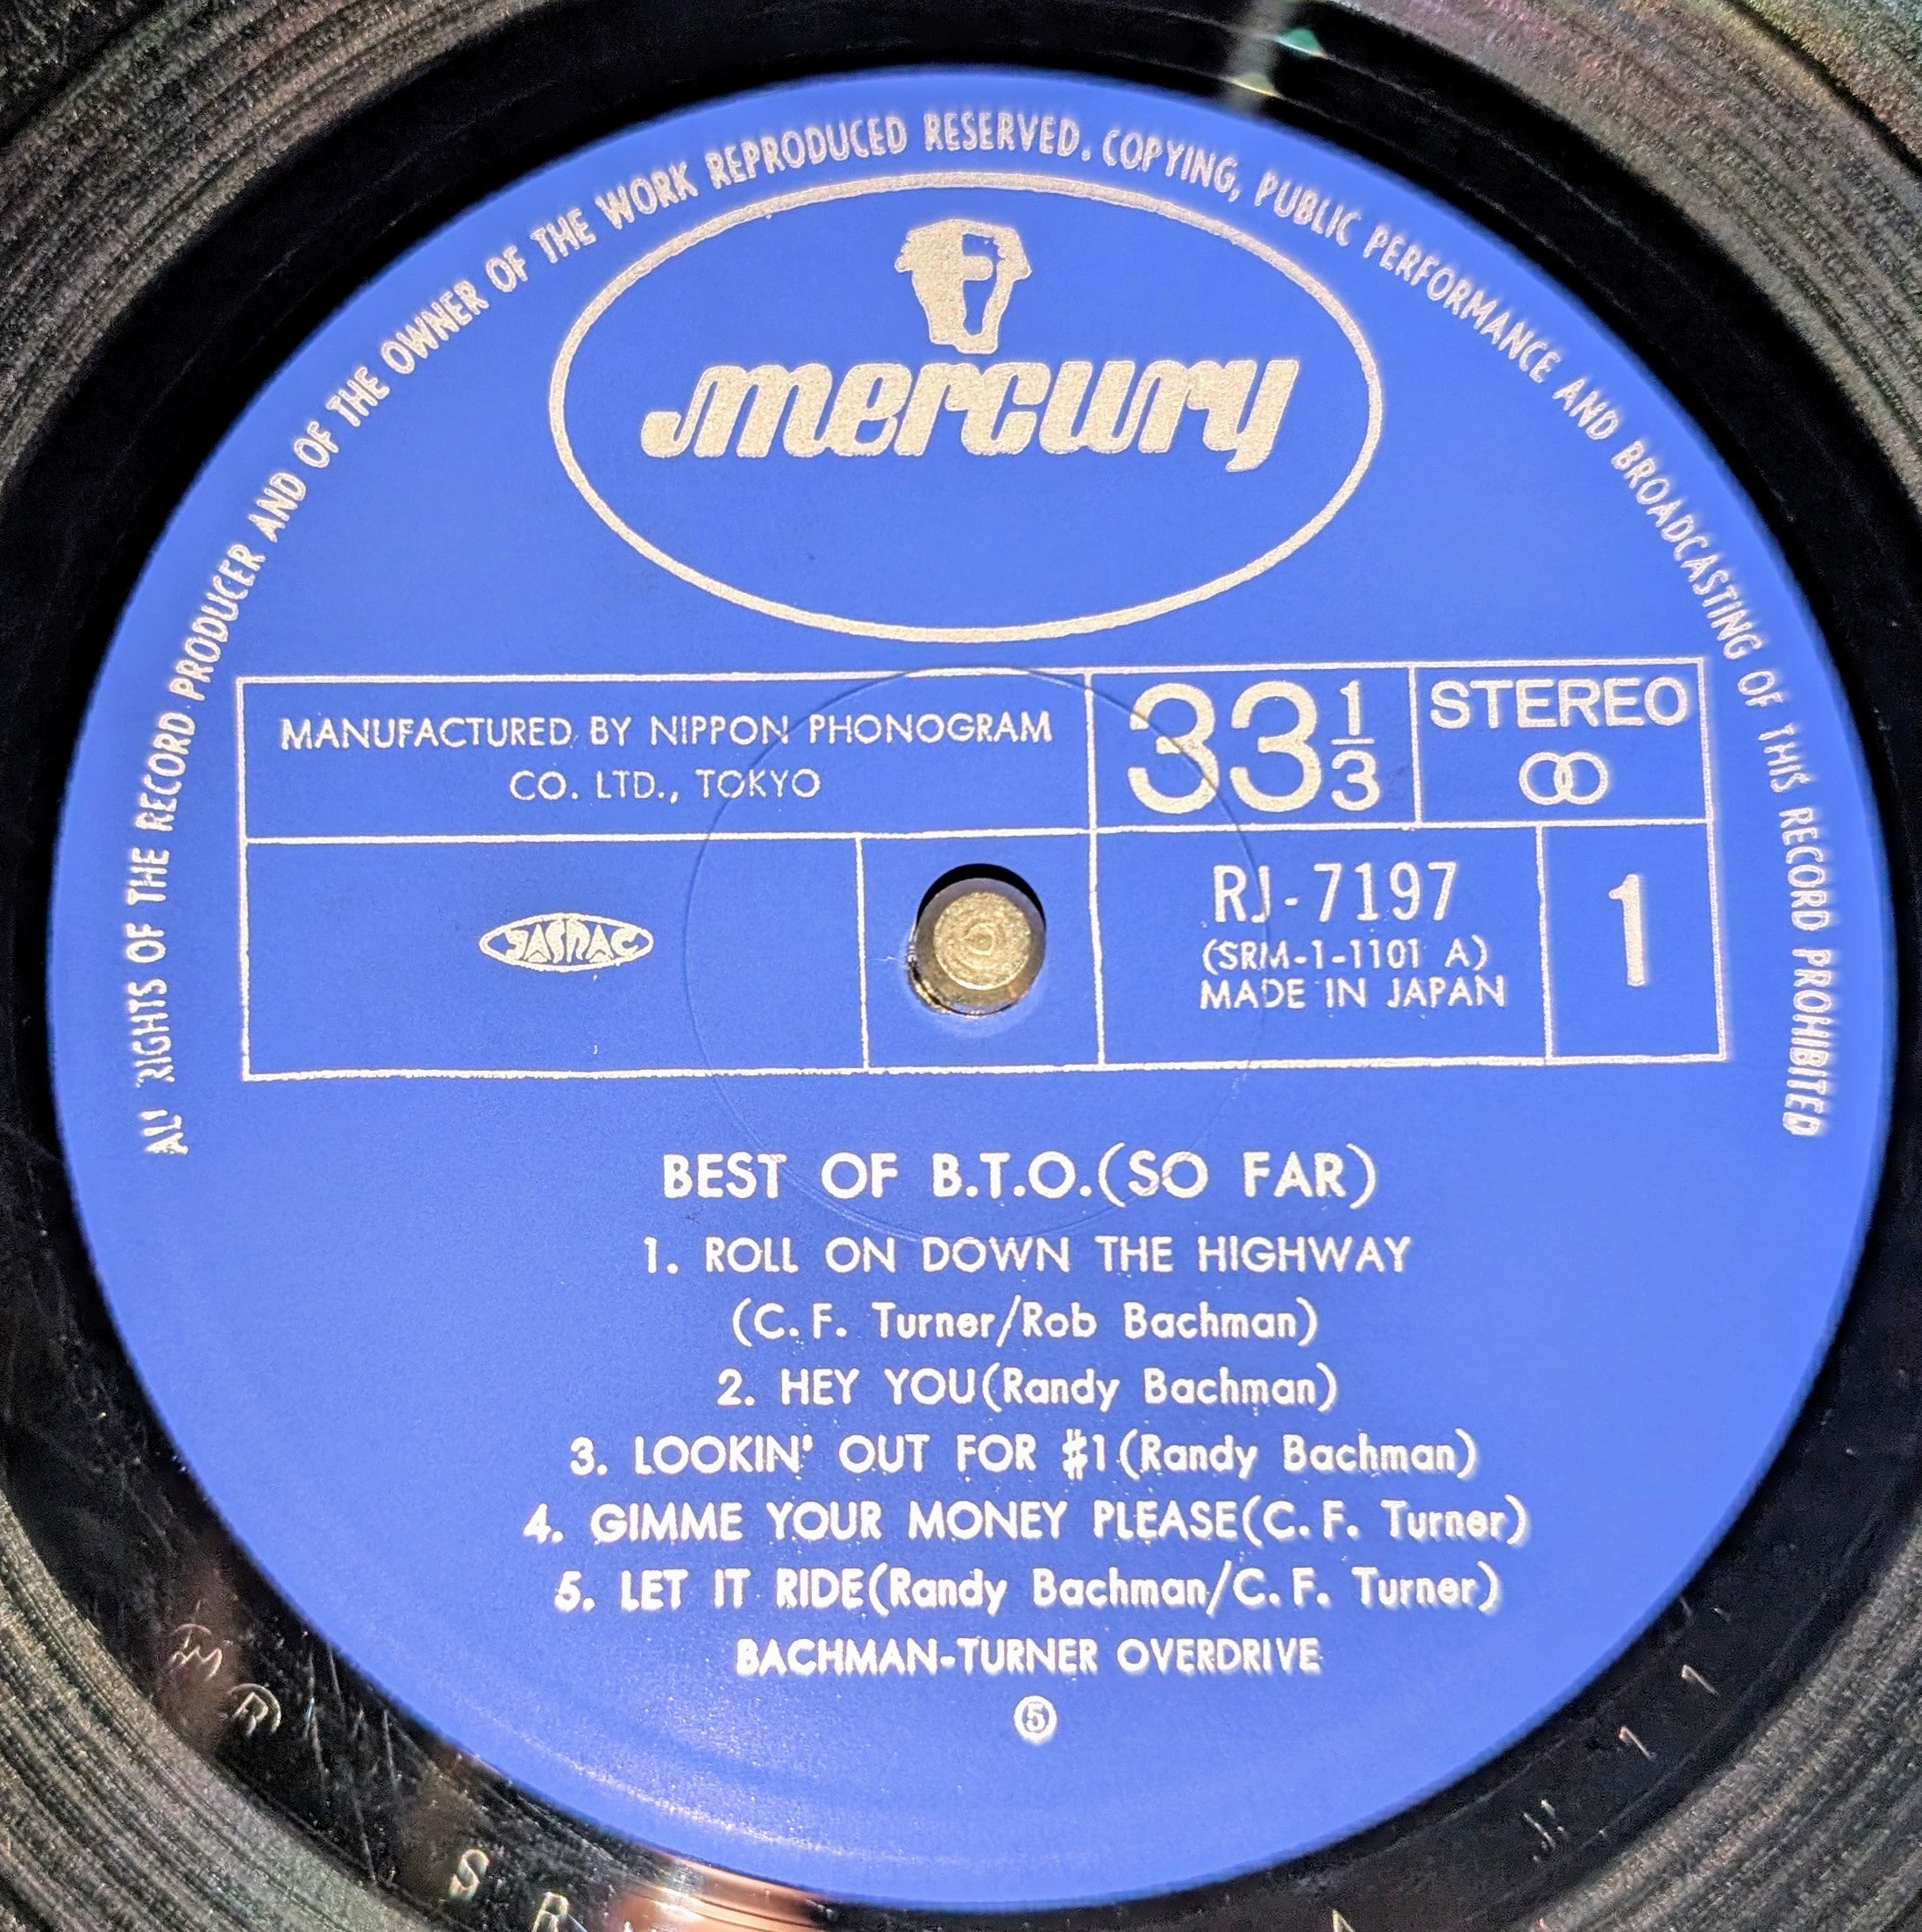 ALL RIGHTS OF THE RECORD PRODUCER AND OF THE OWNER OF THE WORK REPRODUCED RESERVED. COPYING, PUBLIC PERFORMANCE AND BROADCASTING OF THIS RECORD PROHIBITED
mercury
MANUFACTURED BY NIPPON PHONOGRAM
CO. LTD., TOKYO
33 1/3
STEREO
JASRAC
RJ-7197
(SRM-1-1101 A)
MADE IN JAPAN
1
BEST OF B.T.O.(SO FAR)
1. ROLL ON DOWN THE HIGHWAY
(C. F. Turner/Rob Bachman)
2. HEY YOU(Randy Bachman)
3. LOOKIN' OUT FOR #1(Randy Bachman)
4. GIMME YOUR MONEY PLEASE(C. F. Turner)
5. LET IT RIDE(Randy Bachman/C. F. Turner)
BACHMAN-TURNER OVERDRIVE
⑤